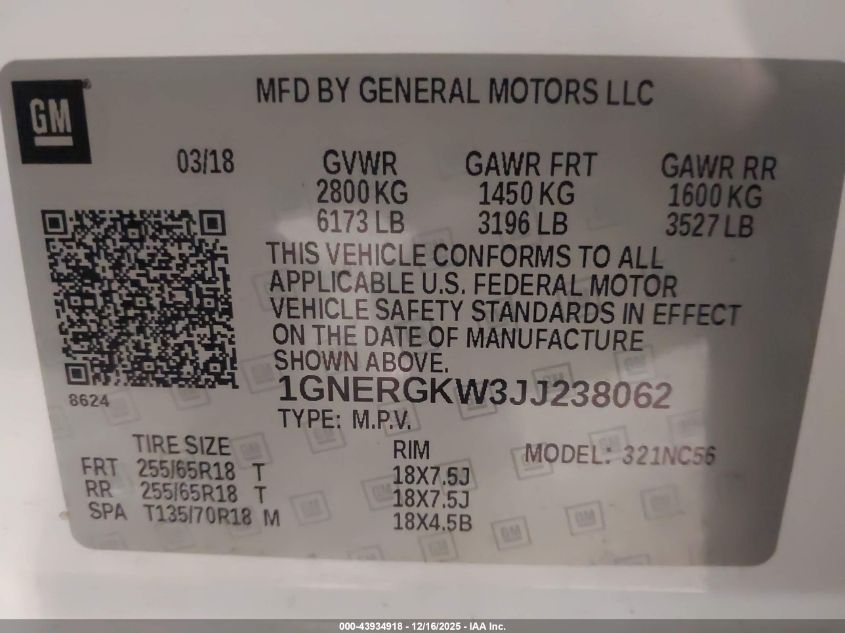 GM
MFD BY GENERAL MOTORS LLC
03/18 GVWR GAWR FRT GAWR RR
2800 KG 1450 KG 1600 KG
6173 LB 3196 LB 3527 LB
THIS VEHICLE CONFORMS TO ALL
APPLICABLE U.S. FEDERAL MOTOR
VEHICLE SAFETY STANDARDS IN EFFECT
ON THE DATE OF MANUFACTURE
SHOWN ABOVE.
1GNERGKW3JJ238062
8624
TYPE: M.P.V.
TIRE SIZE RIM MODEL: 321NC56
FRT 255/65R18 T 18X7.5J
RR 255/65R18 T 18X7.5J
SPA T135/70R18 M 18X4.5B
000-43934918 - 12/16/2025 - IAA Inc.